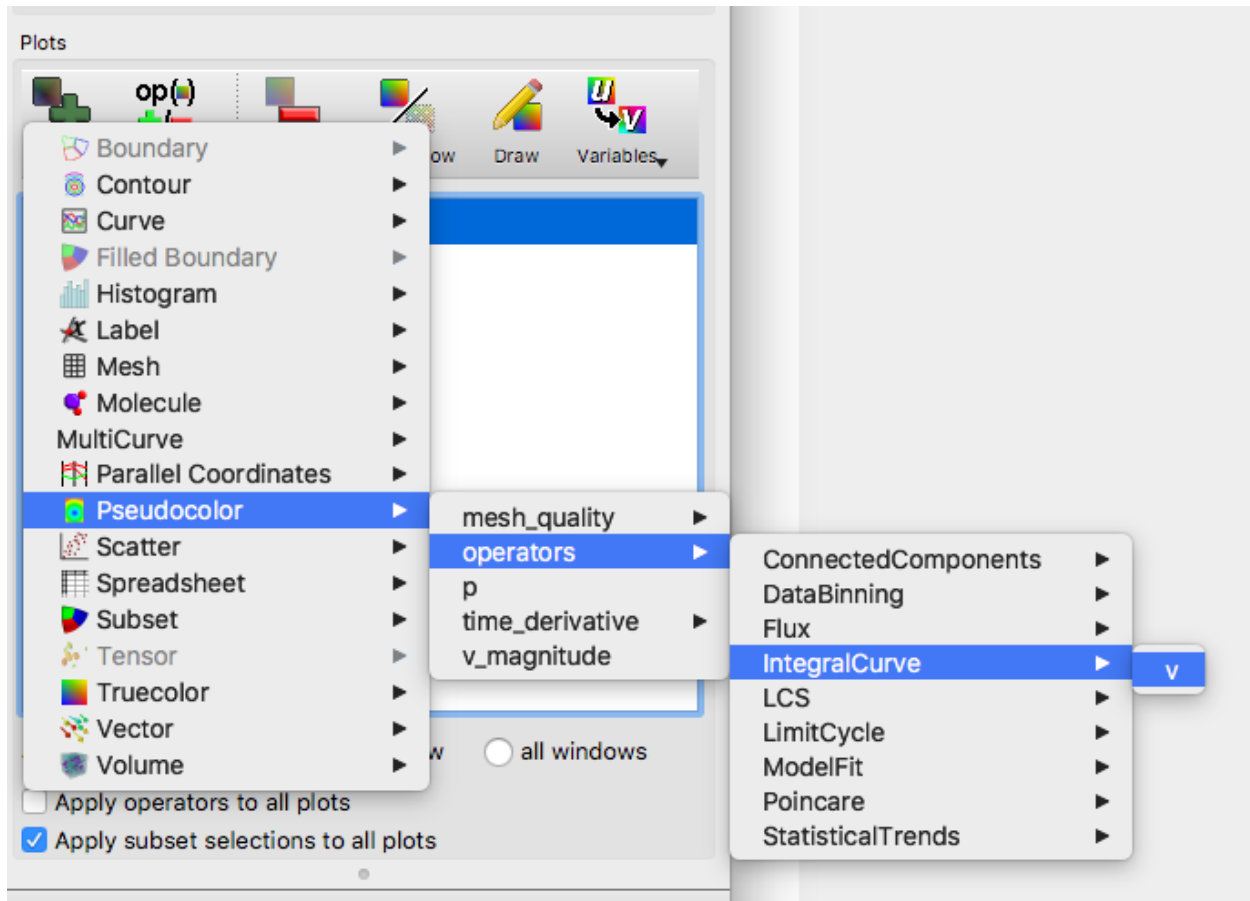 Plots
op( )
ow
Draw
Variables
Boundary
Contour
Curve
Filled Boundary
Histogram
Label
Mesh
Molecule
MultiCurve
Parallel Coordinates
Pseudocolor
Scatter
Spreadsheet
Subset
Tensor
Truecolor
Vector
Volume
mesh_quality
operators
p
time_derivative
v_magnitude
ConnectedComponents
DataBinning
Flux
IntegralCurve
LCS
LimitCycle
ModelFit
Poincare
StatisticalTrends
v
w
all windows
Apply operators to all plots
Apply subset selections to all plots